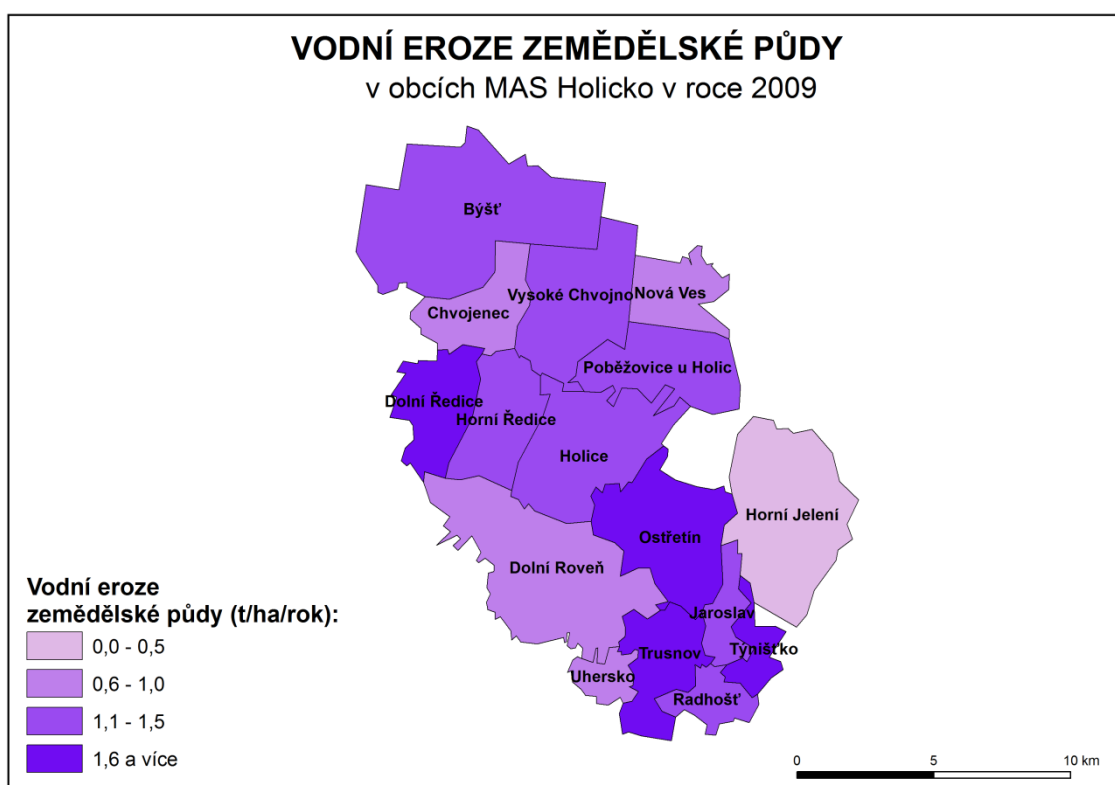 VODNÍ EROZE ZEMĚDĚLSKÉ PŮDY
v obcích MAS Holicko v roce 2009
Býšť
Vysoké Chvojno
Nová Ves
Chvojenec
Poběžovice u Holic
Dolní Ředice
Horní Ředice
Holice
Horní Jelení
Ostřetín
Dolní Roveň
Jaroslav
Týnišťko
Trusnov
Uhersko
Radhošť
Vodní eroze
zemědělské půdy (t/ha/rok):
0,0 - 0,5
0,6 - 1,0
1,1 - 1,5
1,6 a více
0 5 10 km